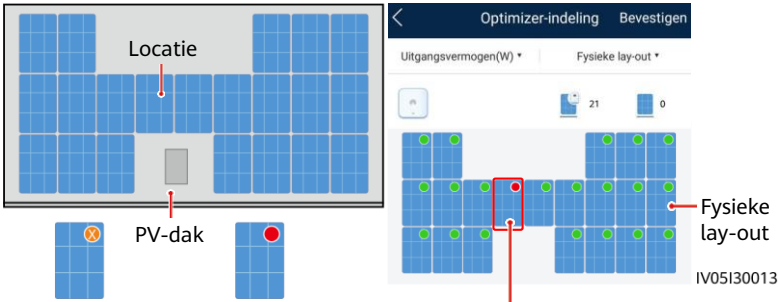 Locatie
PV-dak
X
Optimizer-indeling Bevestigen
Uitgangsvermogen(W) Fysieke lay-out
21 0
Fysieke
lay-out
IV05I30013